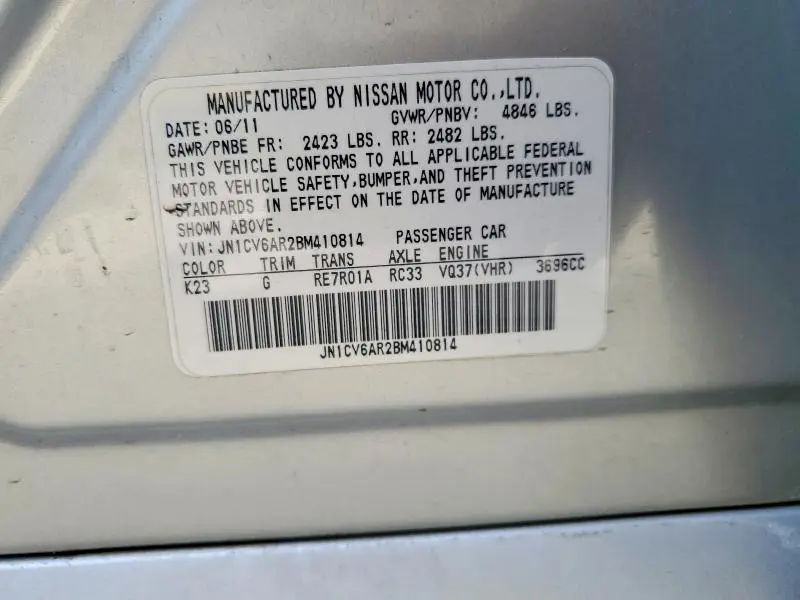 MANUFACTURED BY NISSAN MOTOR CO.,LTD.
DATE: 06/11 GVWR/PNBV: 4846 LBS.
GAWR/PNBE FR: 2423 LBS. RR: 2482 LBS.
THIS VEHICLE CONFORMS TO ALL APPLICABLE FEDERAL
MOTOR VEHICLE SAFETY,BUMPER,AND THEFT PREVENTION
STANDARDS IN EFFECT ON THE DATE OF MANUFACTURE
SHOWN ABOVE.
VIN: JN1CV6AR2BM410814 PASSENGER CAR
COLOR TRIM TRANS AXLE ENGINE
K23 G RE7R01A RC33 VQ37(VHR) 3696CC
JN1CV6AR2BM410814